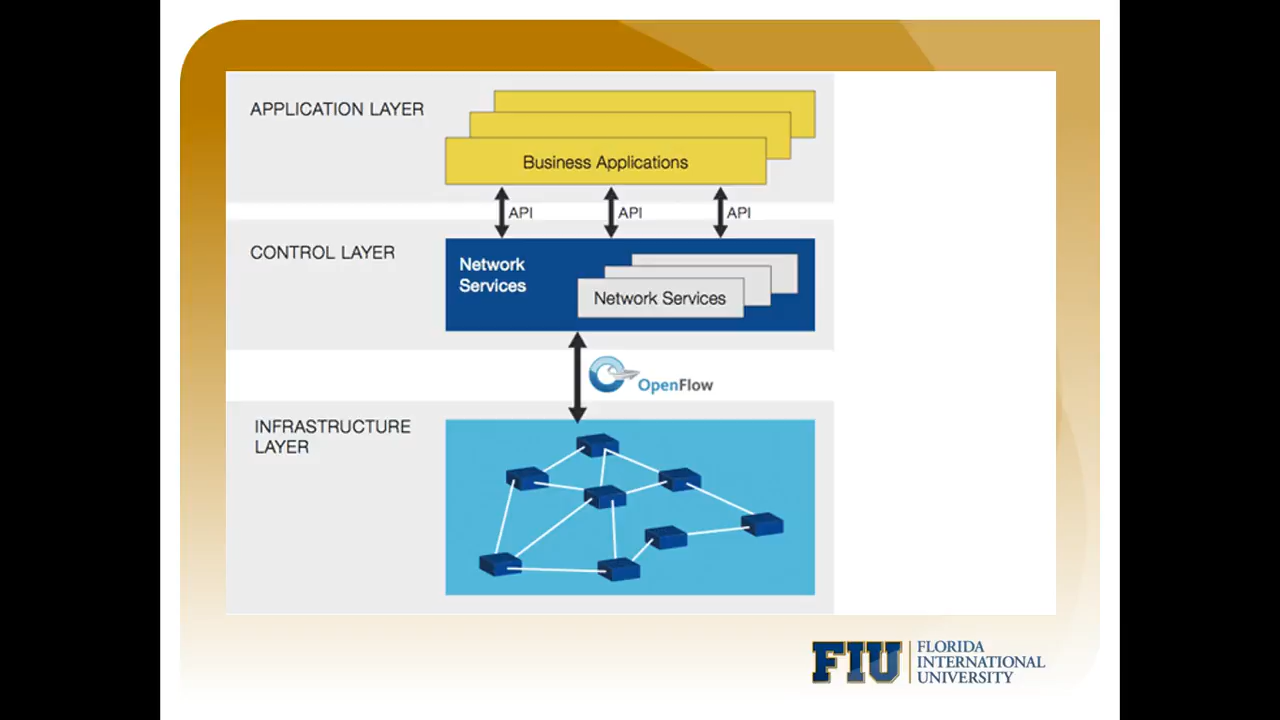 APPLICATION LAYER
Business Applications
API
API
API
CONTROL LAYER
Network
Services
Network Services
OpenFlow
INFRASTRUCTURE
LAYER
FIU
FLORIDA
INTERNATIONAL
UNIVERSITY